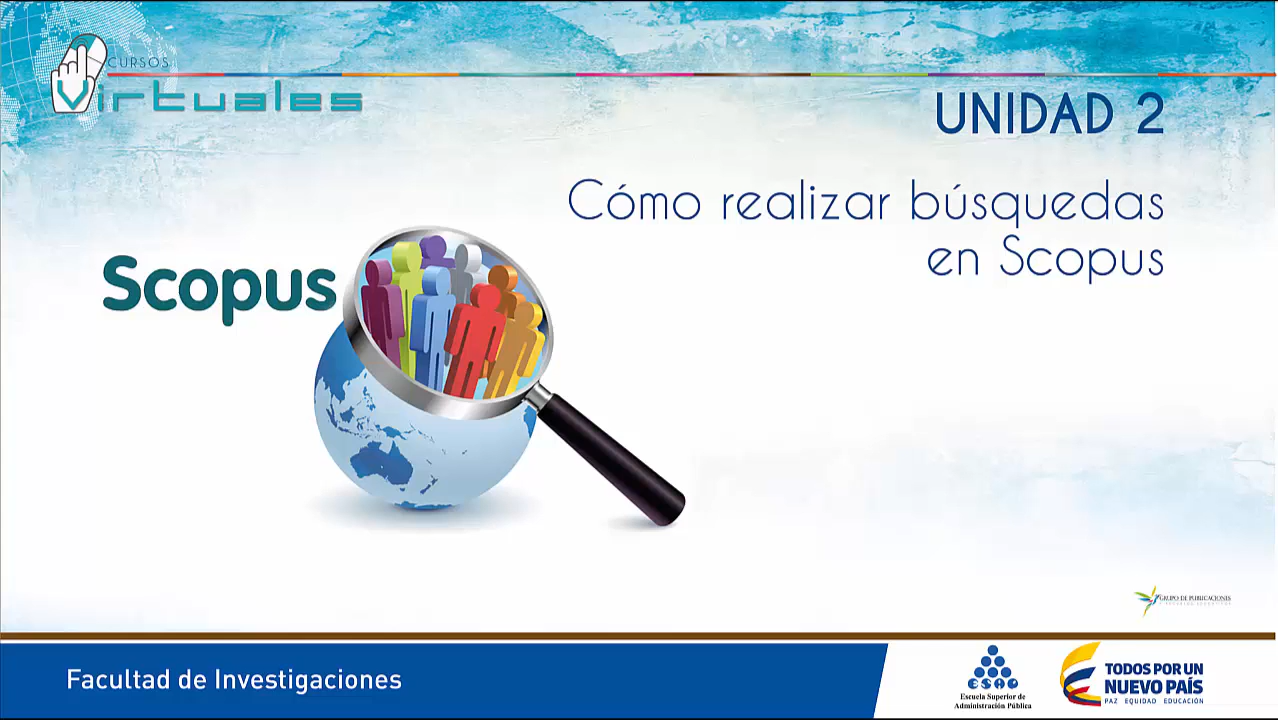 CURSOS
Virtuales
UNIDAD 2
Cómo realizar búsquedas
en Scopus
Scopus
GRUPO DE PUBLICACIONES
Facultad de Investigaciones
ESAP
Escuela Superior de
Administración Pública
TODOS POR UN
NUEVO PAÍS
PAZ EQUIDAD EDUCACIÓN